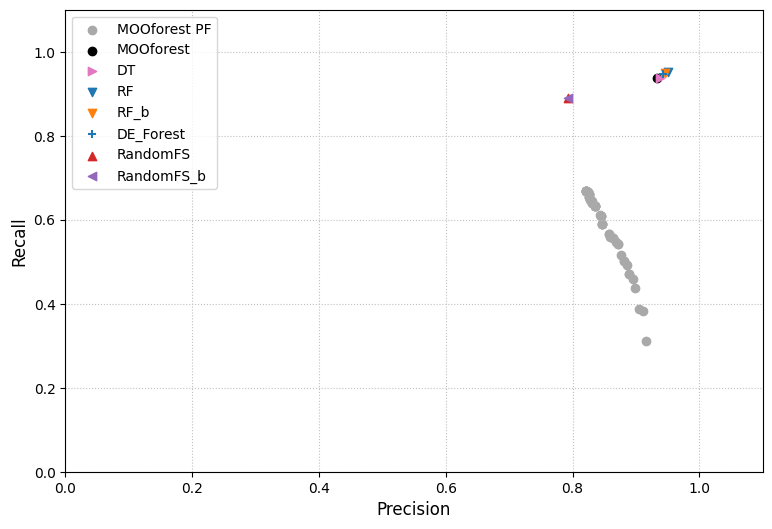 MOOforest PF
MOOforest
DT
RF
RF_b
DE_Forest
RandomFS
RandomFS_b
1.0
0.8
0.6
0.4
0.2
0.0
Recall
0.0 0.2 0.4 0.6 0.8 1.0
Precision